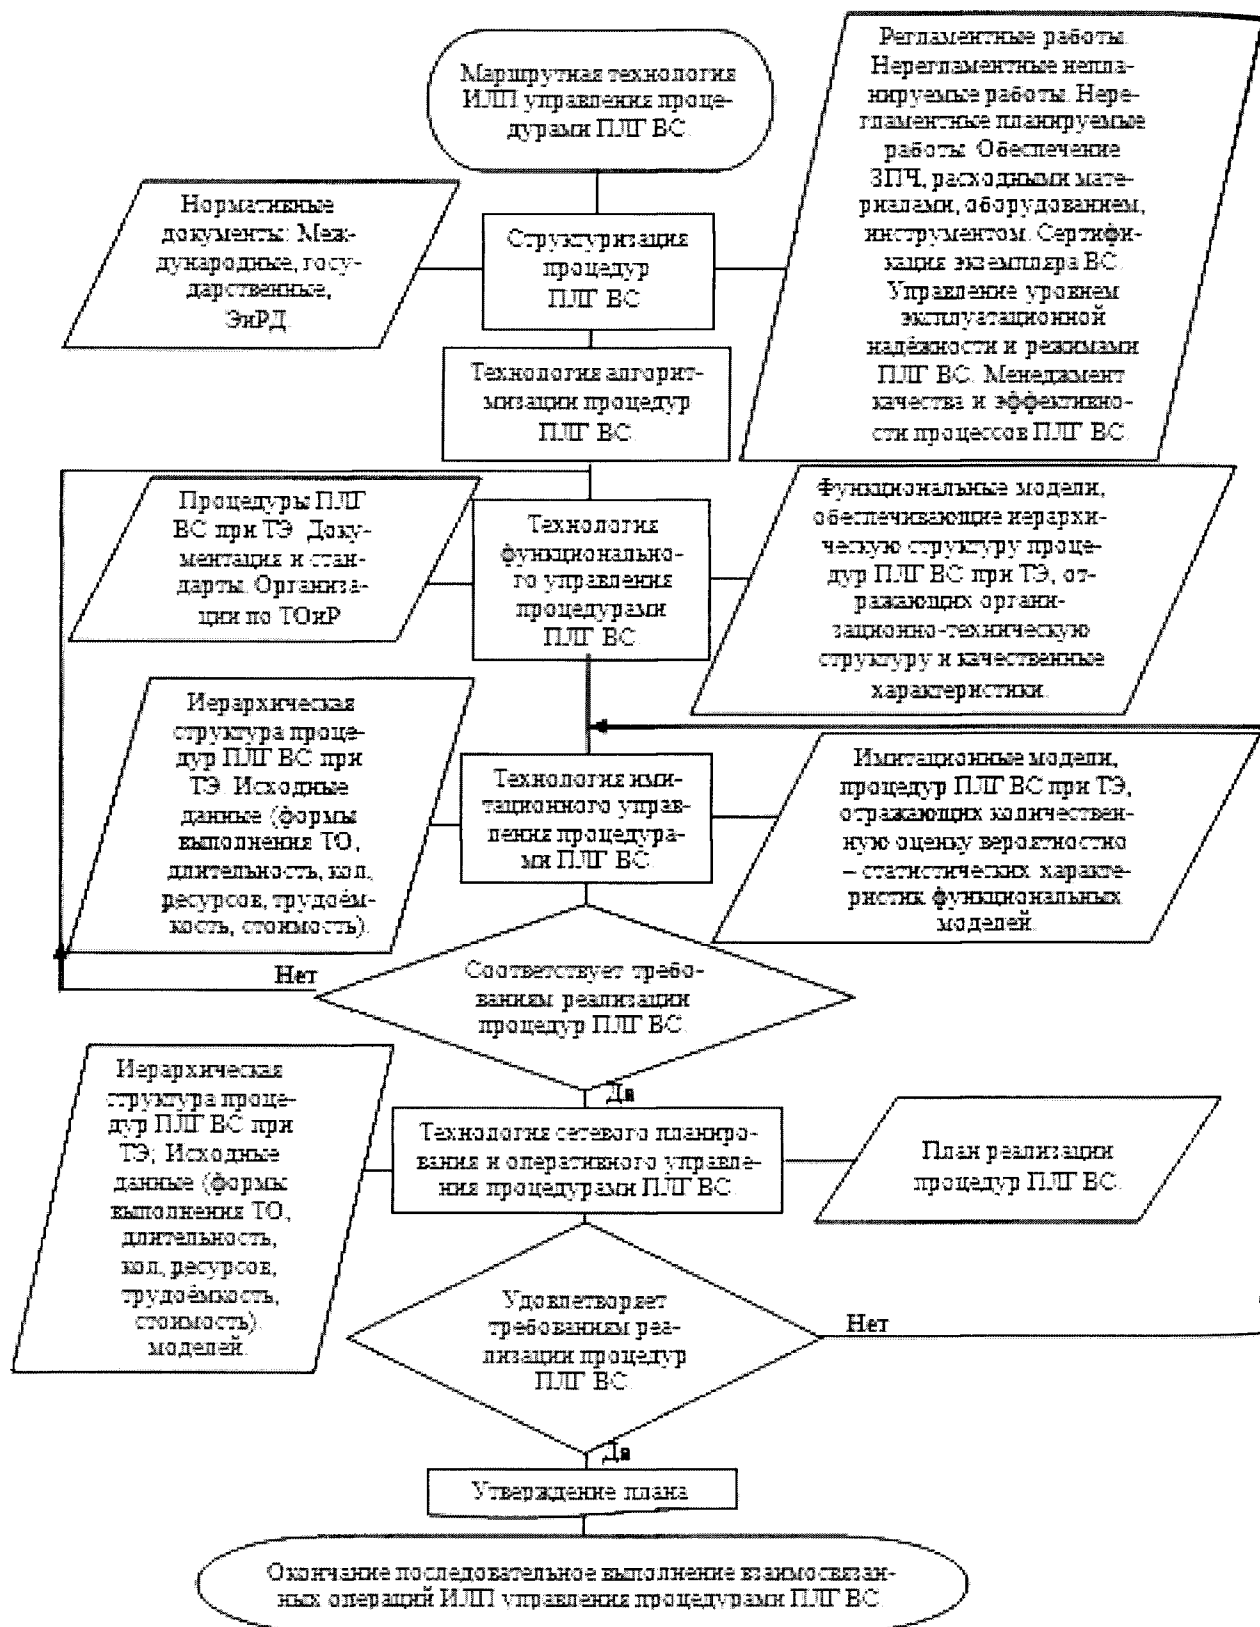 Маршрутная технология
ИЛП управления проце-
дурами ПЛГ ВС.
Регламентные работы.
Нерегламентные непла-
нируемые работы. Нере-
гламентные планируемые
работы. Обеспечение
ЗПЧ, расходными мате-
риалами, оборудованием,
инструментом. Сертифи-
кация экземпляра ВС.
Управление уровнем
эксплуатационной
надёжности и режимами
ПЛГ ВС. Менеджмент
качества и эффективно-
сти процессов ПЛГ ВС.
Нормативные
документы: Меж-
дународные, госу-
дарственные,
ЭиРД
Структуризация
процедур
ПЛГ ВС.
Технология алгорит-
мизации процедур
ПЛГ ВС.
Процедуры ПЛГ
ВС при ТЭ. Доку-
ментация и стан-
дарты. Организа-
ции по ТОиР
Технология
функционально-
го управления
процедурами
ПЛГ ВС.
Функциональные модели,
обеспечивающие иерархи-
ческую структуру проце-
дур ПЛГ ВС при ТЭ, от-
ражающих органи-
зационно-техническую
структуру и качественные
характеристики.
Иерархическая
структура проце-
дур ПЛГ ВС при
ТЭ. Исходные
данные (формы
выполнения ТО,
длительность, кол,
ресурсов, трудоём-
кость, стоимость).
Технология ими-
тационного управ-
ления процедура-
ми ПЛГ ВС.
Имитационные модели,
процедур ПЛГ ВС при ТЭ,
отражающих количествен-
ную оценку вероятностно
– статистических характе-
ристик функциональных
моделей.
Нет
Соответствует требо-
ваниям реализации
процедур ПЛГ ВС.
Да
Иерархическая
структура проце-
дур ПЛГ ВС при
ТЭ; Исходные
данные (формы
выполнения ТО,
длительность,
кол, ресурсов,
трудоёмкость,
стоимость).
моделей.
Технология сетевого планиро-
вания и оперативного управле-
ния процедурами ПЛГ ВС.
План реализации
процедур ПЛГ ВС.
Удовлетворяет
требованиям реа-
лизации процедур
ПЛГ ВС.
Нет
Да
Утверждение плана
Окончание последовательное выполнение взаимосвязан-
ных операций ИЛП управления процедурами ПЛГ ВС.